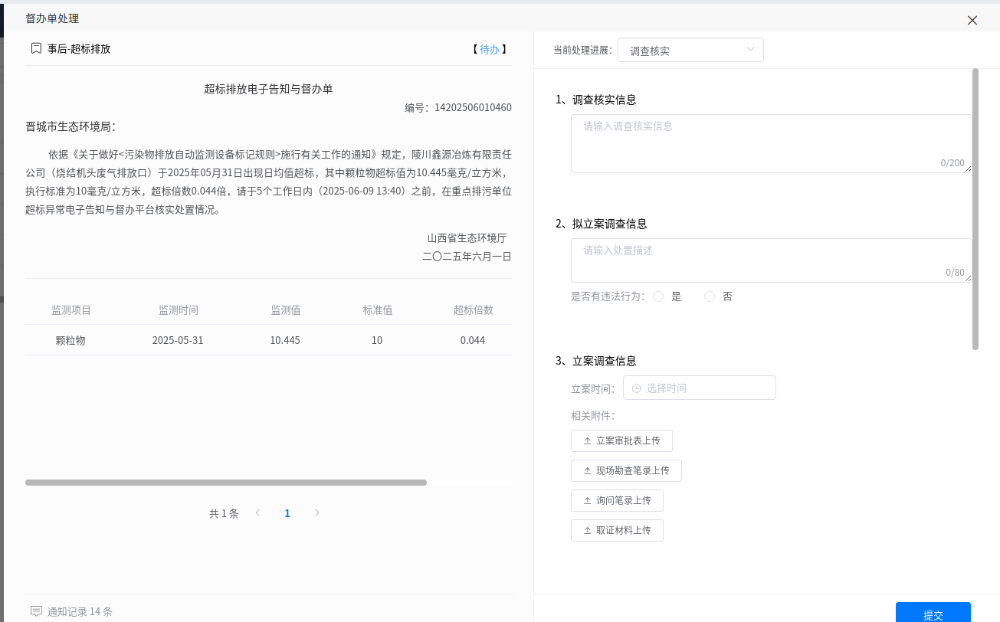 督办单处理
事后-超标排放
【 待办 】
超标排放电子告知与督办单
编号：14202506010460
晋城市生态环境局：
依据《关于做好<污染物排放自动监测设备标记规则>施行有关工作的通知》规定，陵川鑫源冶炼有限责任
公司（烧结机头废气排放口）于2025年05月31日出现日均值超标，其中颗粒物超标值为10.445毫克/立方米，
执行标准为10毫克/立方米，超标倍数0.044倍，请于5个工作日内（2025-06-09 13:40）之前，在重点排污单位
超标异常电子告知与督办平台核实处置情况。
山西省生态环境厅
二〇二五年六月一日
监测项目 监测时间 监测值 标准值 超标倍数
颗粒物 2025-05-31 10.445 10 0.044
共 1 条 1
通知记录 14 条
当前处理进展： 调查核实
1、调查核实信息
请输入调查核实信息
0/200
2、拟立案调查信息
请输入处置描述
0/80
是否有违法行为： 是 否
3、立案调查信息
立案时间： 选择时间
相关附件：
立案审批表上传
现场勘查笔录上传
询问笔录上传
取证材料上传
提交